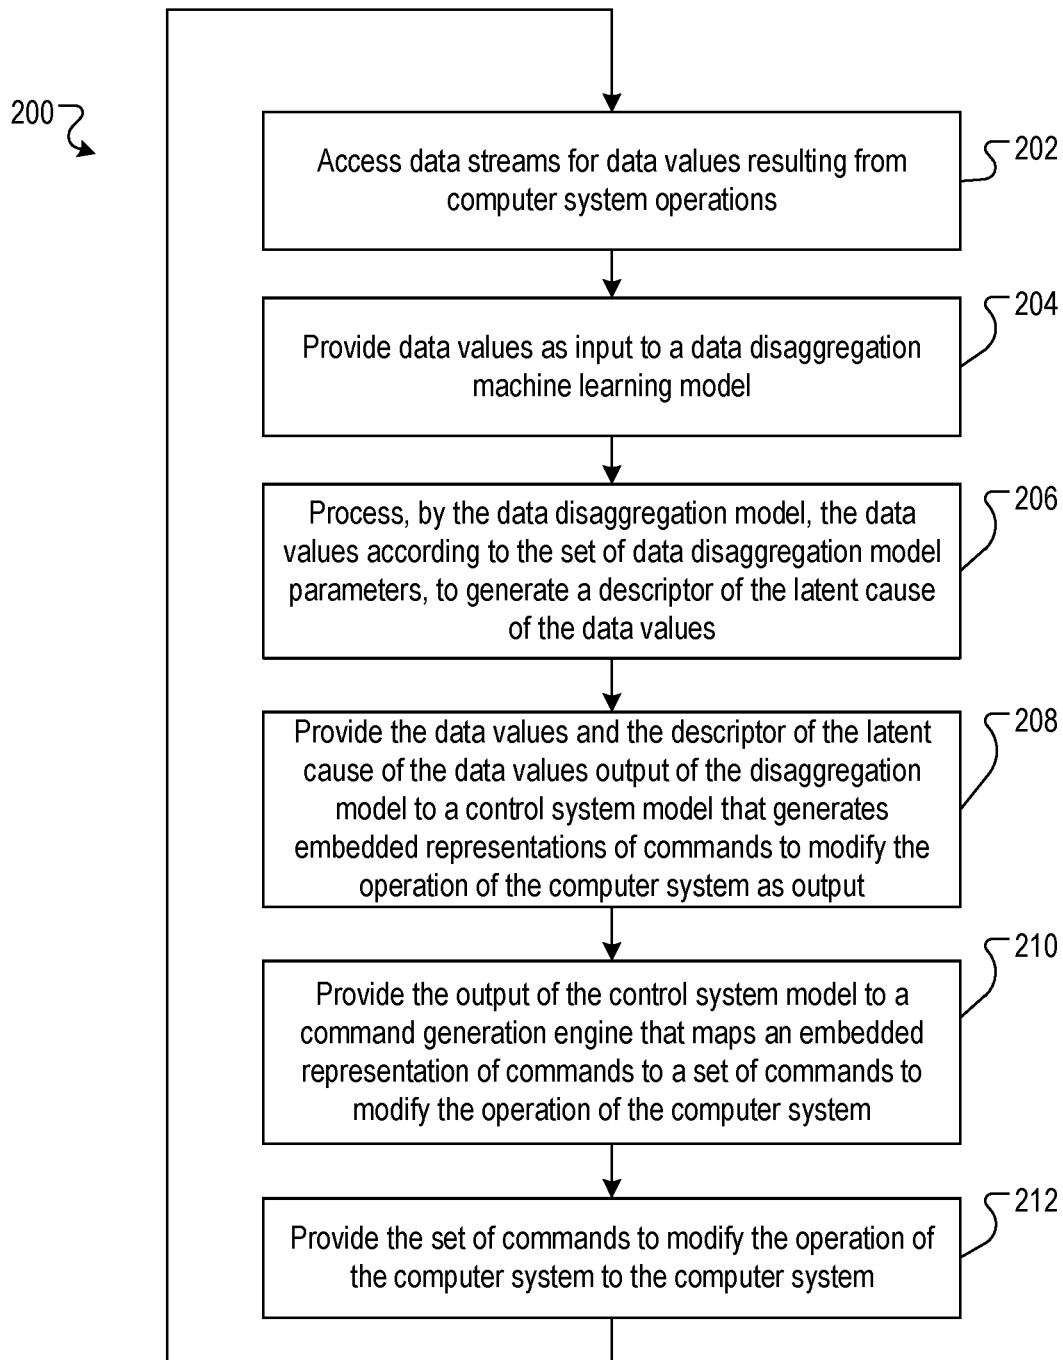 200
Access data streams for data values resulting from
computer system operations
202
Provide data values as input to a data disaggregation
machine learning model
204
Process, by the data disaggregation model, the data
values according to the set of data disaggregation model
parameters, to generate a descriptor of the latent cause
of the data values
206
Provide the data values and the descriptor of the latent
cause of the data values output of the disaggregation
model to a control system model that generates
embedded representations of commands to modify the
operation of the computer system as output
208
Provide the output of the control system model to a
command generation engine that maps an embedded
representation of commands to a set of commands to
modify the operation of the computer system
210
Provide the set of commands to modify the operation of
the computer system to the computer system
212